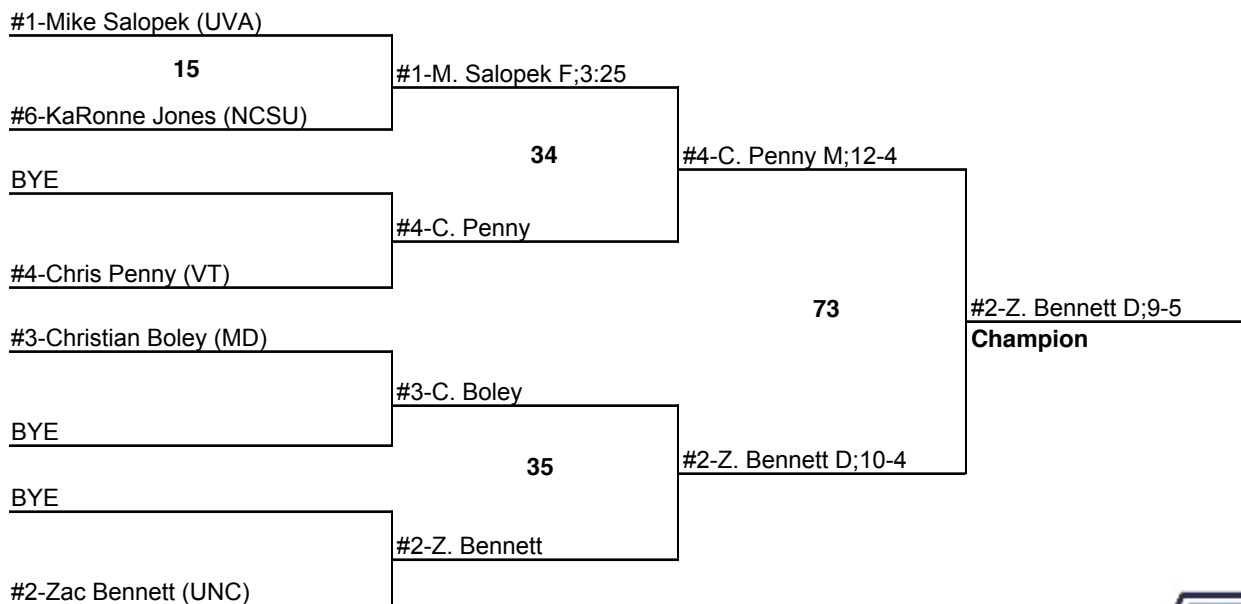 #1-Mike Salopek (UVA)
15
#1-M. Salopek F;3:25
#6-KaRonne Jones (NCSU)
34
#4-C. Penny M;12-4
BYE
#4-C. Penny
#4-Chris Penny (VT)
73
#2-Z. Bennett D;9-5
#3-Christian Boley (MD)
Champion
#3-C. Boley
BYE
35
#2-Z. Bennett D;10-4
BYE
#2-Z. Bennett
#2-Zac Bennett (UNC)